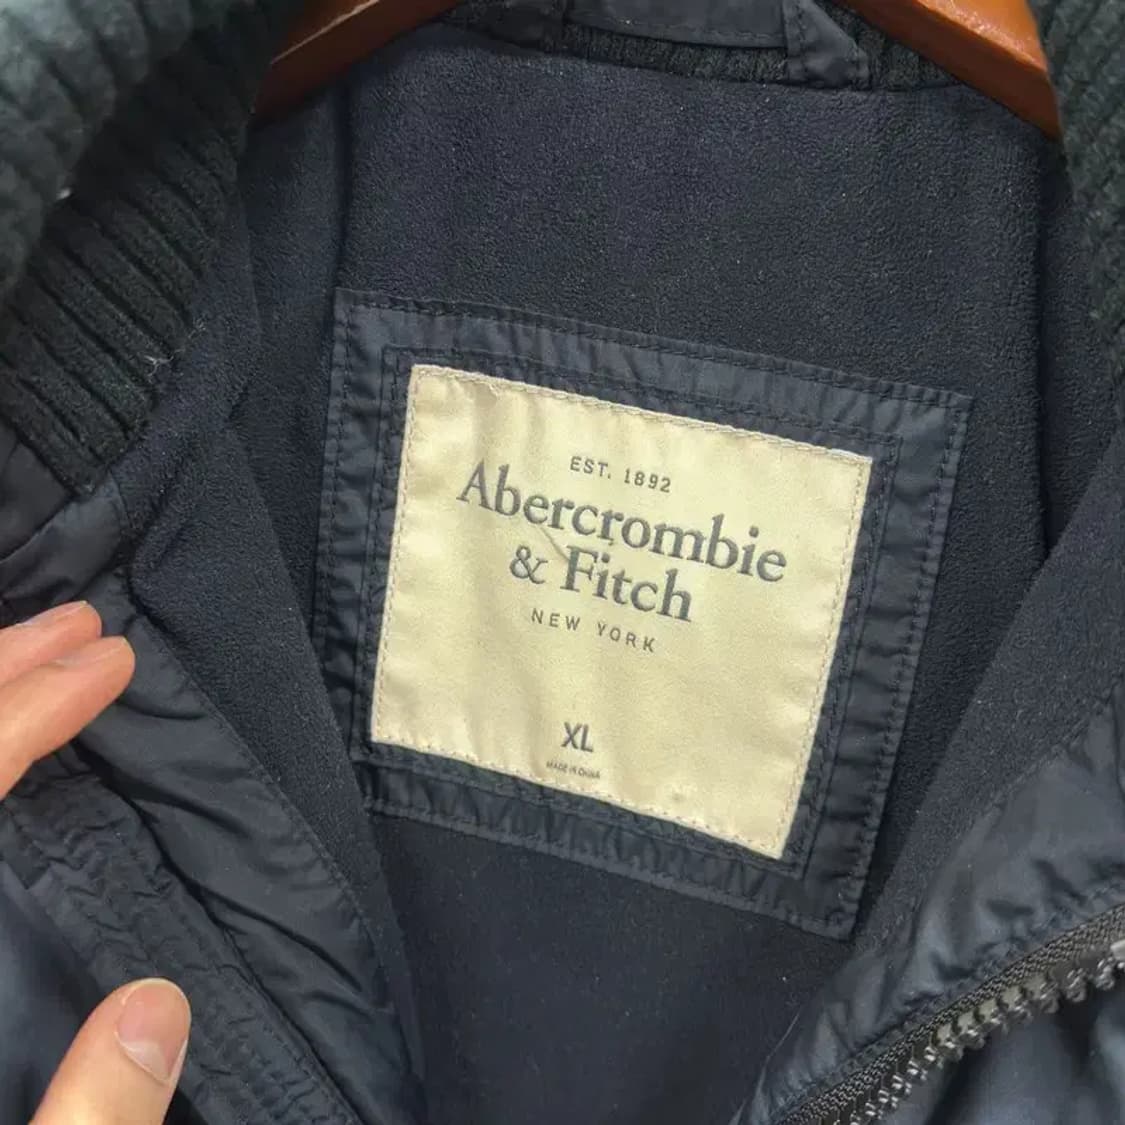 EST. 1892
Abercrombie
& Fitch
NEW YORK
XL
MADE IN CHINA